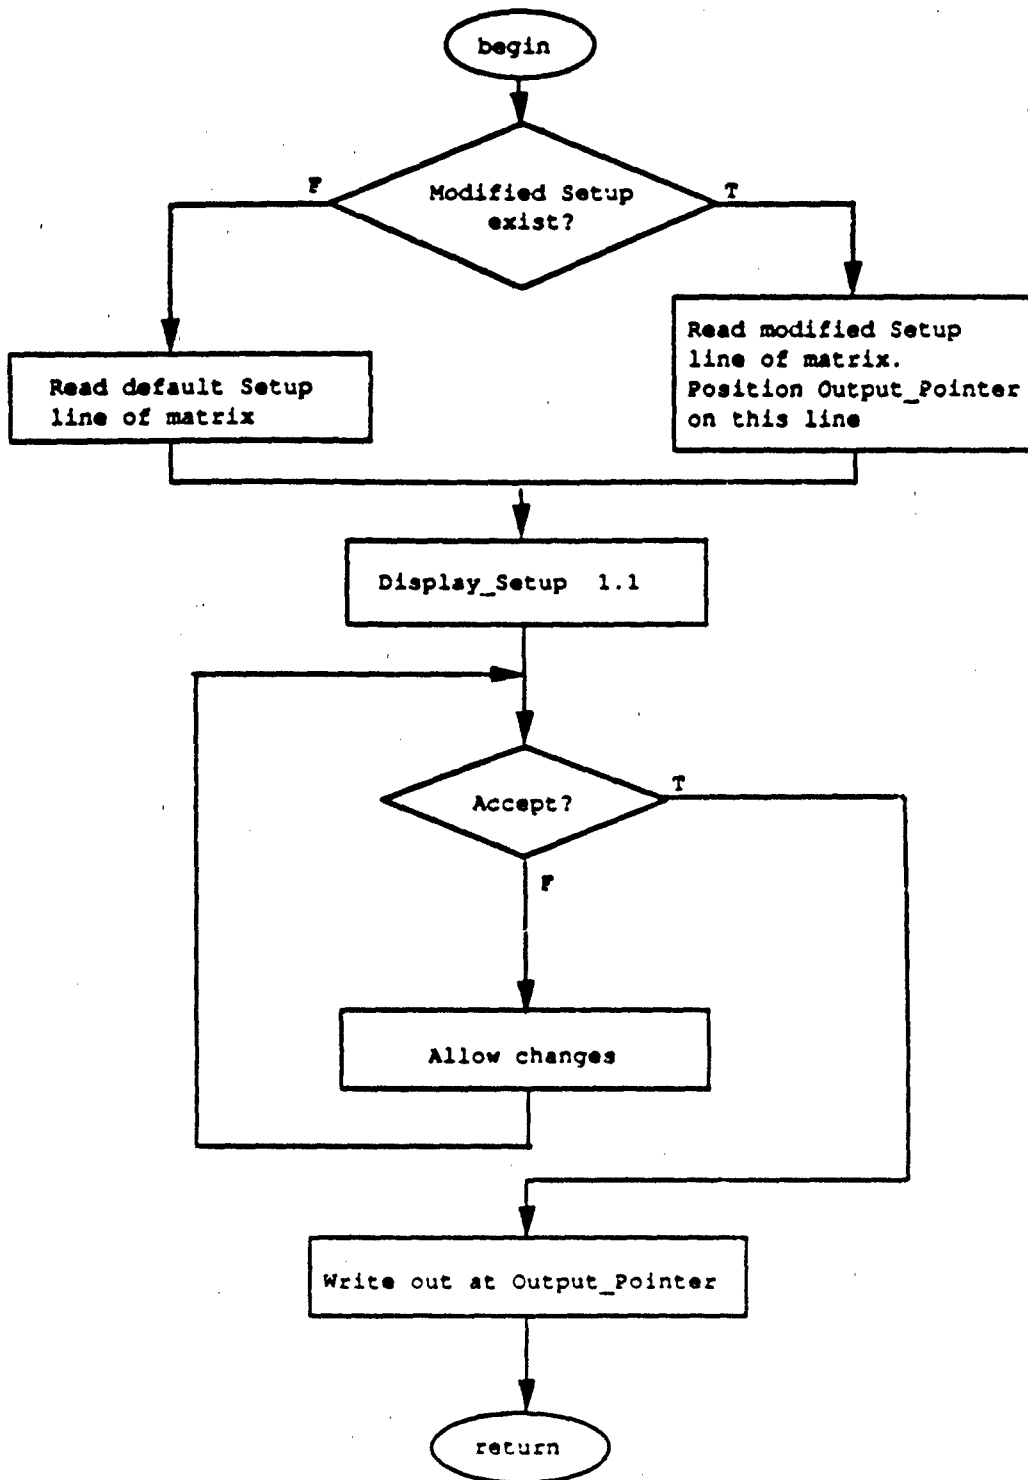 begin
Modified Setup
exist?
F
T
Read default Setup
line of matrix
Read modified Setup
line of matrix.
Position Output_Pointer
on this line
Display_Setup 1.1
Accept?
T
F
Allow changes
Write out at Output_Pointer
return